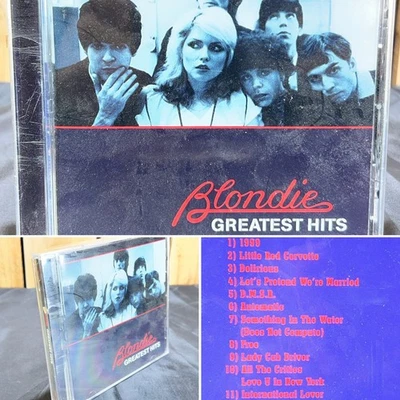 Blondie
GREATEST HITS
Blondie
GREATEST HITS
1) 1999
2) Little Red Corvette
3) Delirious
4) Let's Pretend We're Married
5) D.M.S.R.
6) Automatic
7) Something In The Water
(Does Not Compute)
8) Free
9) Lady Cab Driver
10) All The Critics
Love U in New York
11) International Lover